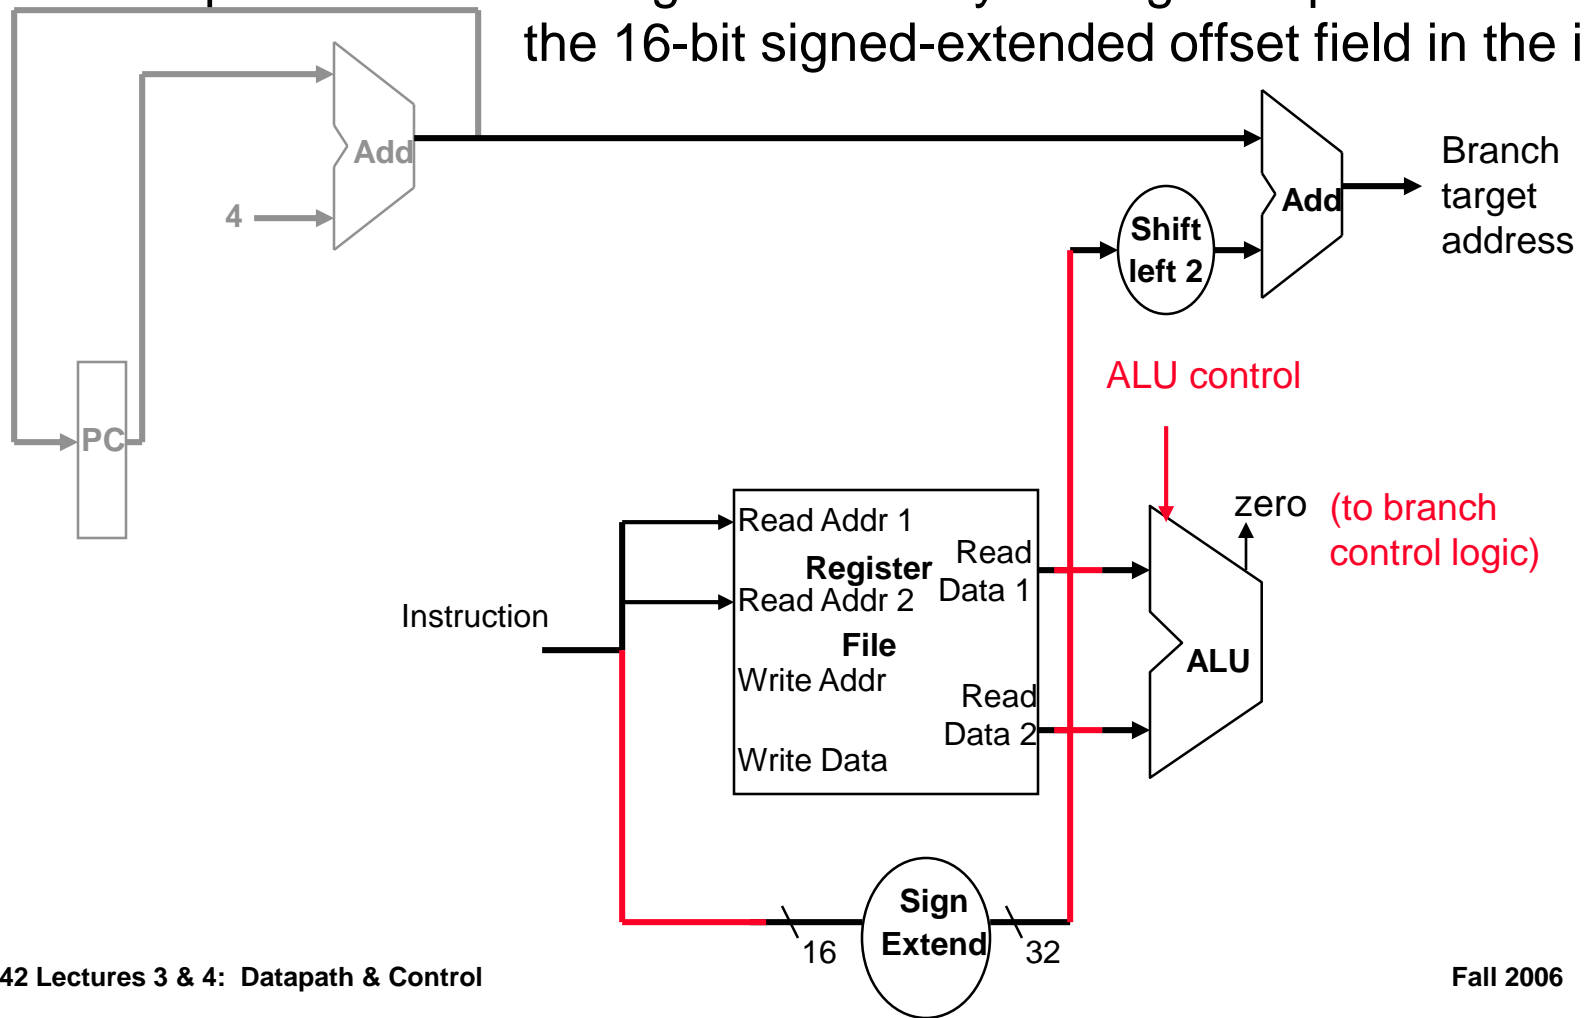 the 16-bit signed-extended offset field in the i
Add
4
Shift
left 2
Add
Branch
target
address
ALU control
PC
Read Addr 1
Register
Read Addr 2
File
Write Addr
Write Data
Read
Data 1
Read
Data 2
Instruction
zero
(to branch
control logic)
ALU
Sign
Extend
16
32
42 Lectures 3 & 4: Datapath & Control
Fall 2006